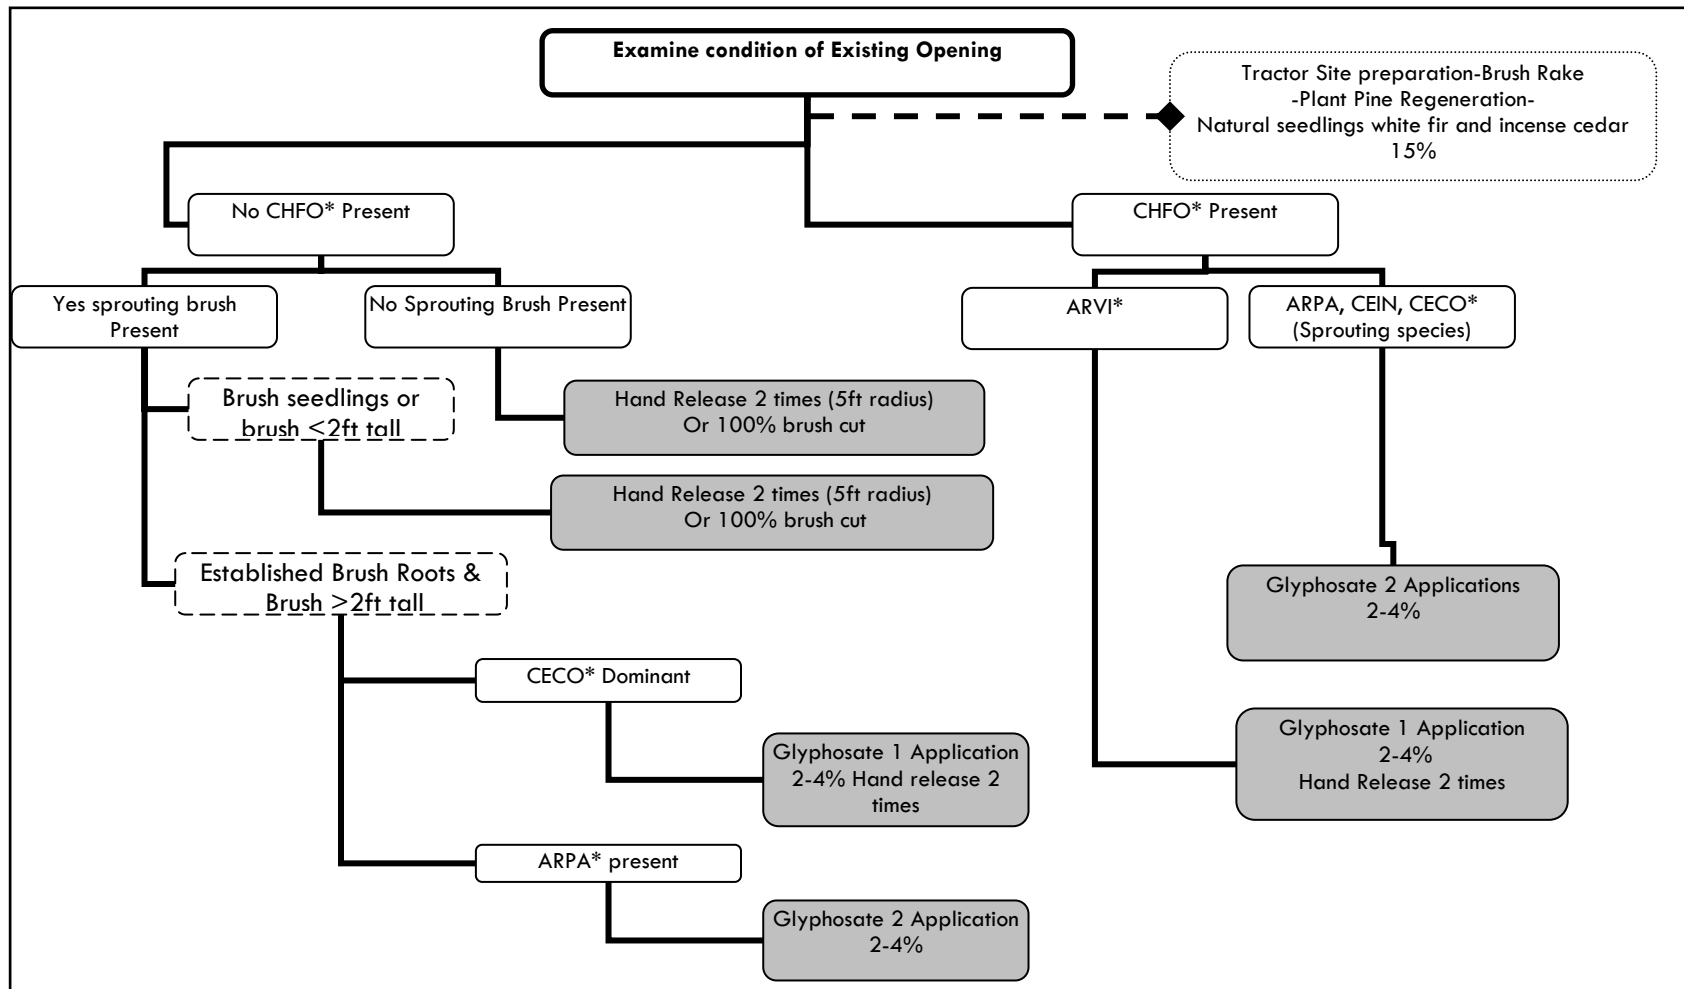 Examine condition of Existing Opening
Tractor Site preparation-Brush Rake
-Plant Pine Regeneration-
Natural seedlings white fir and incense cedar
15%
No CHFO* Present
CHFO* Present
Yes sprouting brush
Present
No Sprouting Brush Present
ARVI*
ARPA, CEIN, CECO*
(Sprouting species)
Brush seedlings or
brush <2ft tall
Hand Release 2 times (5ft radius)
Or 100% brush cut
Hand Release 2 times (5ft radius)
Or 100% brush cut
Established Brush Roots &
Brush >2ft tall
Glyphosate 2 Applications
2-4%
CECO* Dominant
Glyphosate 1 Application
2-4% Hand release 2
times
Glyphosate 1 Application
2-4%
Hand Release 2 times
ARPA* present
Glyphosate 2 Application
2-4%